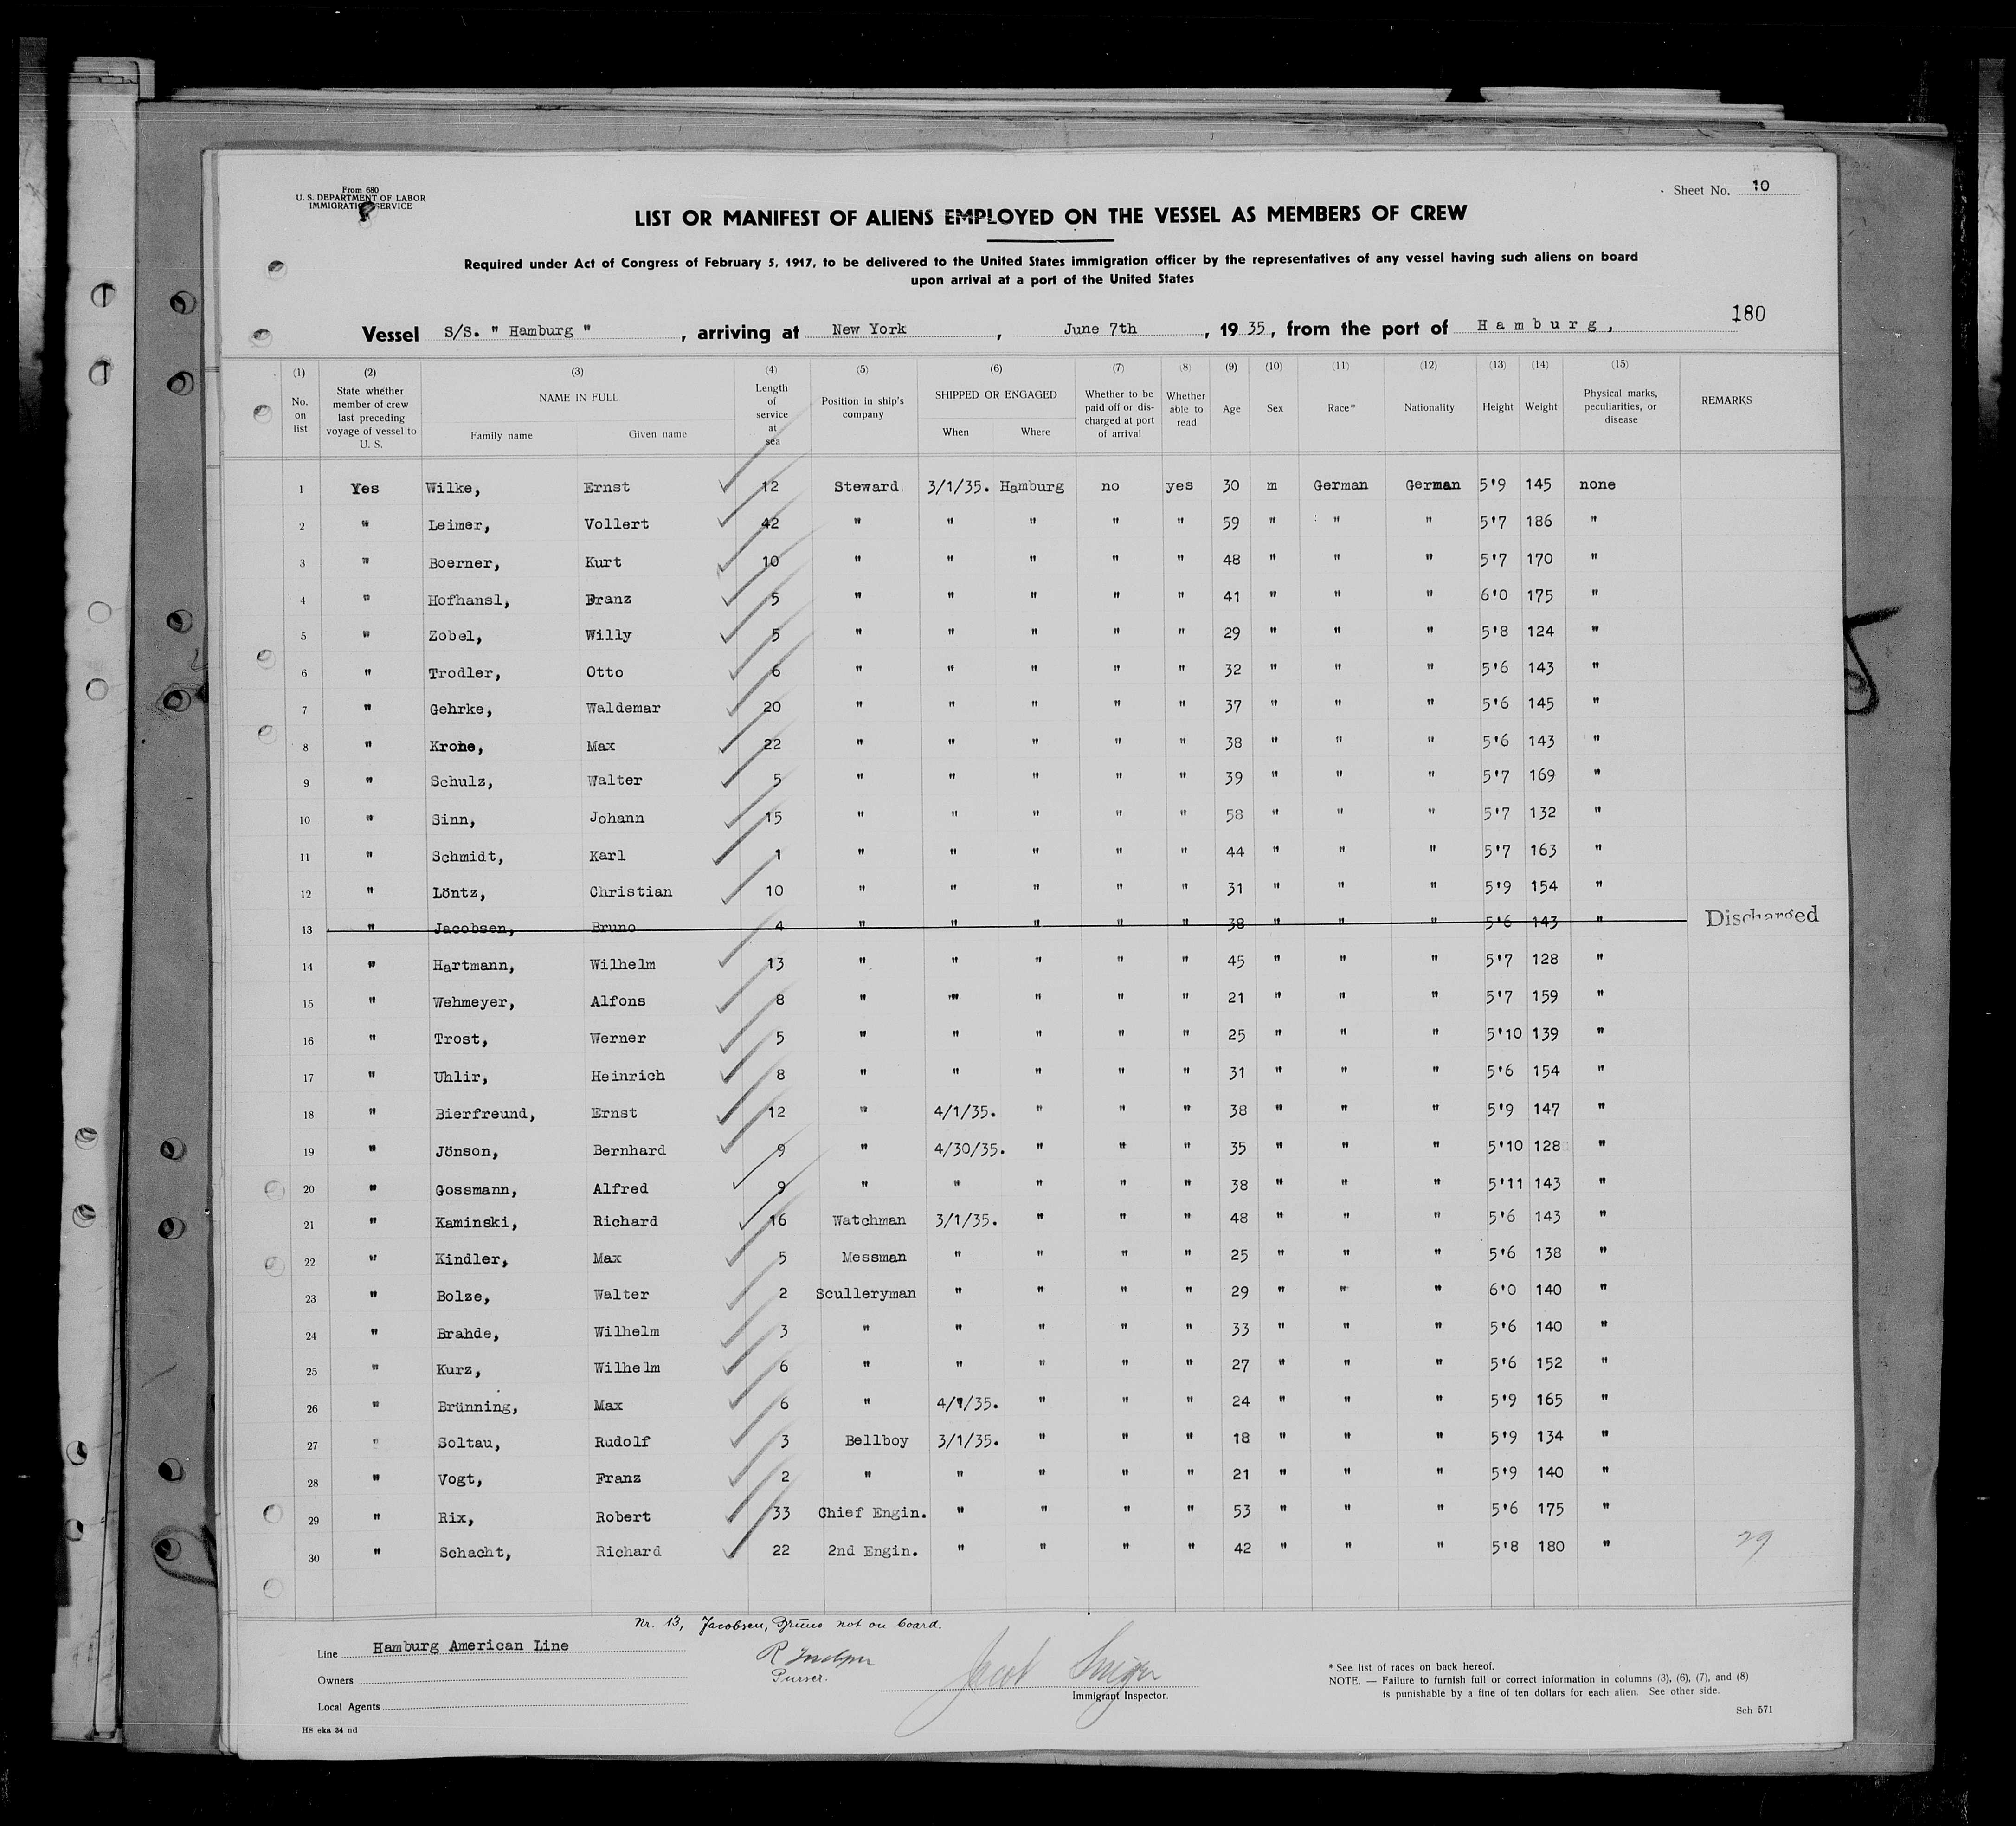 From 680
U. S. DEPARTMENT OF LABOR
IMMIGRATION SERVICE
Sheet No. 10
LIST OR MANIFEST OF ALIENS EMPLOYED ON THE VESSEL AS MEMBERS OF CREW
Required under Act of Congress of February 5, 1917, to be delivered to the United States immigration officer by the representatives of any vessel having such aliens on board
upon arrival at a port of the United States
180
Vessel S/S. " Hamburg " , arriving at New York , June 7th , 19 35, from the port of Hamburg,
(1) (2) (3) (4) (5) (6) (7) (8) (9) (10) (11) (12) (13) (14) (15)
No. on list State whether member of crew last preceding voyage of vessel to U. S. NAME IN FULL Family name Given name Length of service at sea Position in ship's company SHIPPED OR ENGAGED When Where Whether to be paid off or discharged at port of arrival Whether able to read Age Sex Race* Nationality Height Weight Physical marks, peculiarities, or disease REMARKS
1 Yes Wilke, Ernst 12 Steward 3/1/35. Hamburg no yes 30 m German German 5'9 145 none
2 " Leimer, Vollert 42 " " " " " 59 " " " 5'7 186 "
3 " Boerner, Kurt 10 " " " " " 48 " " " 5'7 170 "
4 " Hofhansl, Franz 5 " " " " " 41 " " " 6'0 175 "
5 " Zobel, Willy 5 " " " " " 29 " " " 5'8 124 "
6 " Trodler, Otto 6 " " " " " 32 " " " 5'6 143 "
7 " Gehrke, Waldemar 20 " " " " " 37 " " " 5'6 145 "
8 " Krohe, Max 22 " " " " " 38 " " " 5'6 143 "
9 " Schulz, Walter 5 " " " " " 39 " " " 5'7 169 "
10 " Sinn, Johann 15 " " " " " 58 " " " 5'7 132 "
11 " Schmidt, Karl 1 " " " " " 44 " " " 5'7 163 "
12 " Löntz, Christian 10 " " " " " 31 " " " 5'9 154 "
13 " Jacobsen, Bruno 4 " " " " " 38 " " " 5'6 143 " Discharged
14 " Hartmann, Wilhelm 13 " " " " " 45 " " " 5'7 128 "
15 " Wehmeyer, Alfons 8 " " " " " 21 " " " 5'7 159 "
16 " Trost, Werner 5 " " " " " 25 " " " 5'10 139 "
17 " Uhlir, Heinrich 8 " " " " " 31 " " " 5'6 154 "
18 " Bierfreund, Ernst 12 " 4/1/35. " " " 38 " " " 5'9 147 "
19 " Jönson, Bernhard 9 " 4/30/35. " " " 35 " " " 5'10 128 "
20 " Gossmann, Alfred 9 " " " " " 38 " " " 5'11 143 "
21 " Kaminski, Richard 16 Watchman 3/1/35. " " " 48 " " " 5'6 143 "
22 " Kindler, Max 5 Messman " " " " 25 " " " 5'6 138 "
23 " Bolze, Walter 2 Sculleryman " " " " 29 " " " 6'0 140 "
24 " Brahde, Wilhelm 3 " " " " " 33 " " " 5'6 140 "
25 " Kurz, Wilhelm 6 " " " " " 27 " " " 5'6 152 "
26 " Brünning, Max 6 " 4/1/35. " " " 24 " " " 5'9 165 "
27 " Soltau, Rudolf 3 Bellboy 3/1/35. " " " 18 " " " 5'9 134 "
28 " Vogt, Franz 2 " " " " " 21 " " " 5'9 140 "
29 " Rix, Robert 33 Chief Engin. " " " " 53 " " " 5'6 175 "
30 " Schacht, Richard 22 2nd Engin. " " " " 42 " " " 5'8 180 "
29
Nr. 13, Jacobsen, Bruno not on board.
Line Hamburg American Line
Owners
Local Agents
Purser.
Jacob
Immigrant Inspector.
* See list of races on back hereof.
NOTE. — Failure to furnish full or correct information in columns (3), (6), (7), and (8)
is punishable by a fine of ten dollars for each alien. See other side.
Sch 571
H8 eka 34 nd